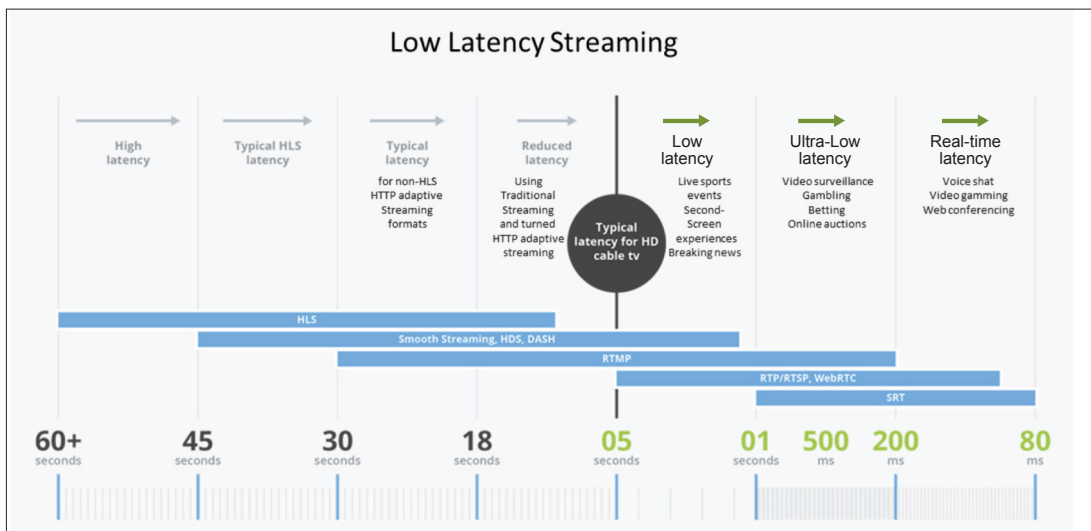 Low Latency Streaming
High
latency
Typical HLS
latency
Typical
latency
for non-HLS
HTTP adaptive
Streaming
formats
Reduced
latency
Using
Traditional
Streaming
and turned
HTTP adaptive
streaming
Typical
latency for HD
cable tv
Low
latency
Live sports
events
Second-
Screen
experiences
Breaking news
Ultra-Low
latency
Video surveillance
Gambling
Betting
Online auctions
Real-time
latency
Voice shat
Video gamming
Web conferencing
HLS
Smooth Streaming, HDS, DASH
RTMP
RTP/RTSP, WebRTC
SRT
60+ 45 30 18 05 01 500 200 80
seconds seconds seconds seconds seconds seconds ms ms ms